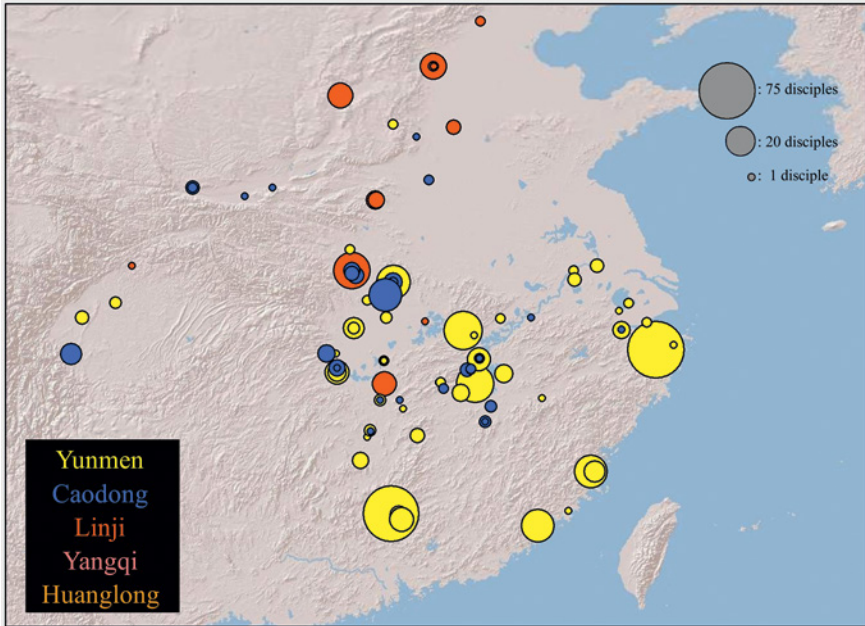 : 75 disciples
: 20 disciples
: 1 disciple
Yunmen
Caodong
Linji
Yangqi
Huanglong